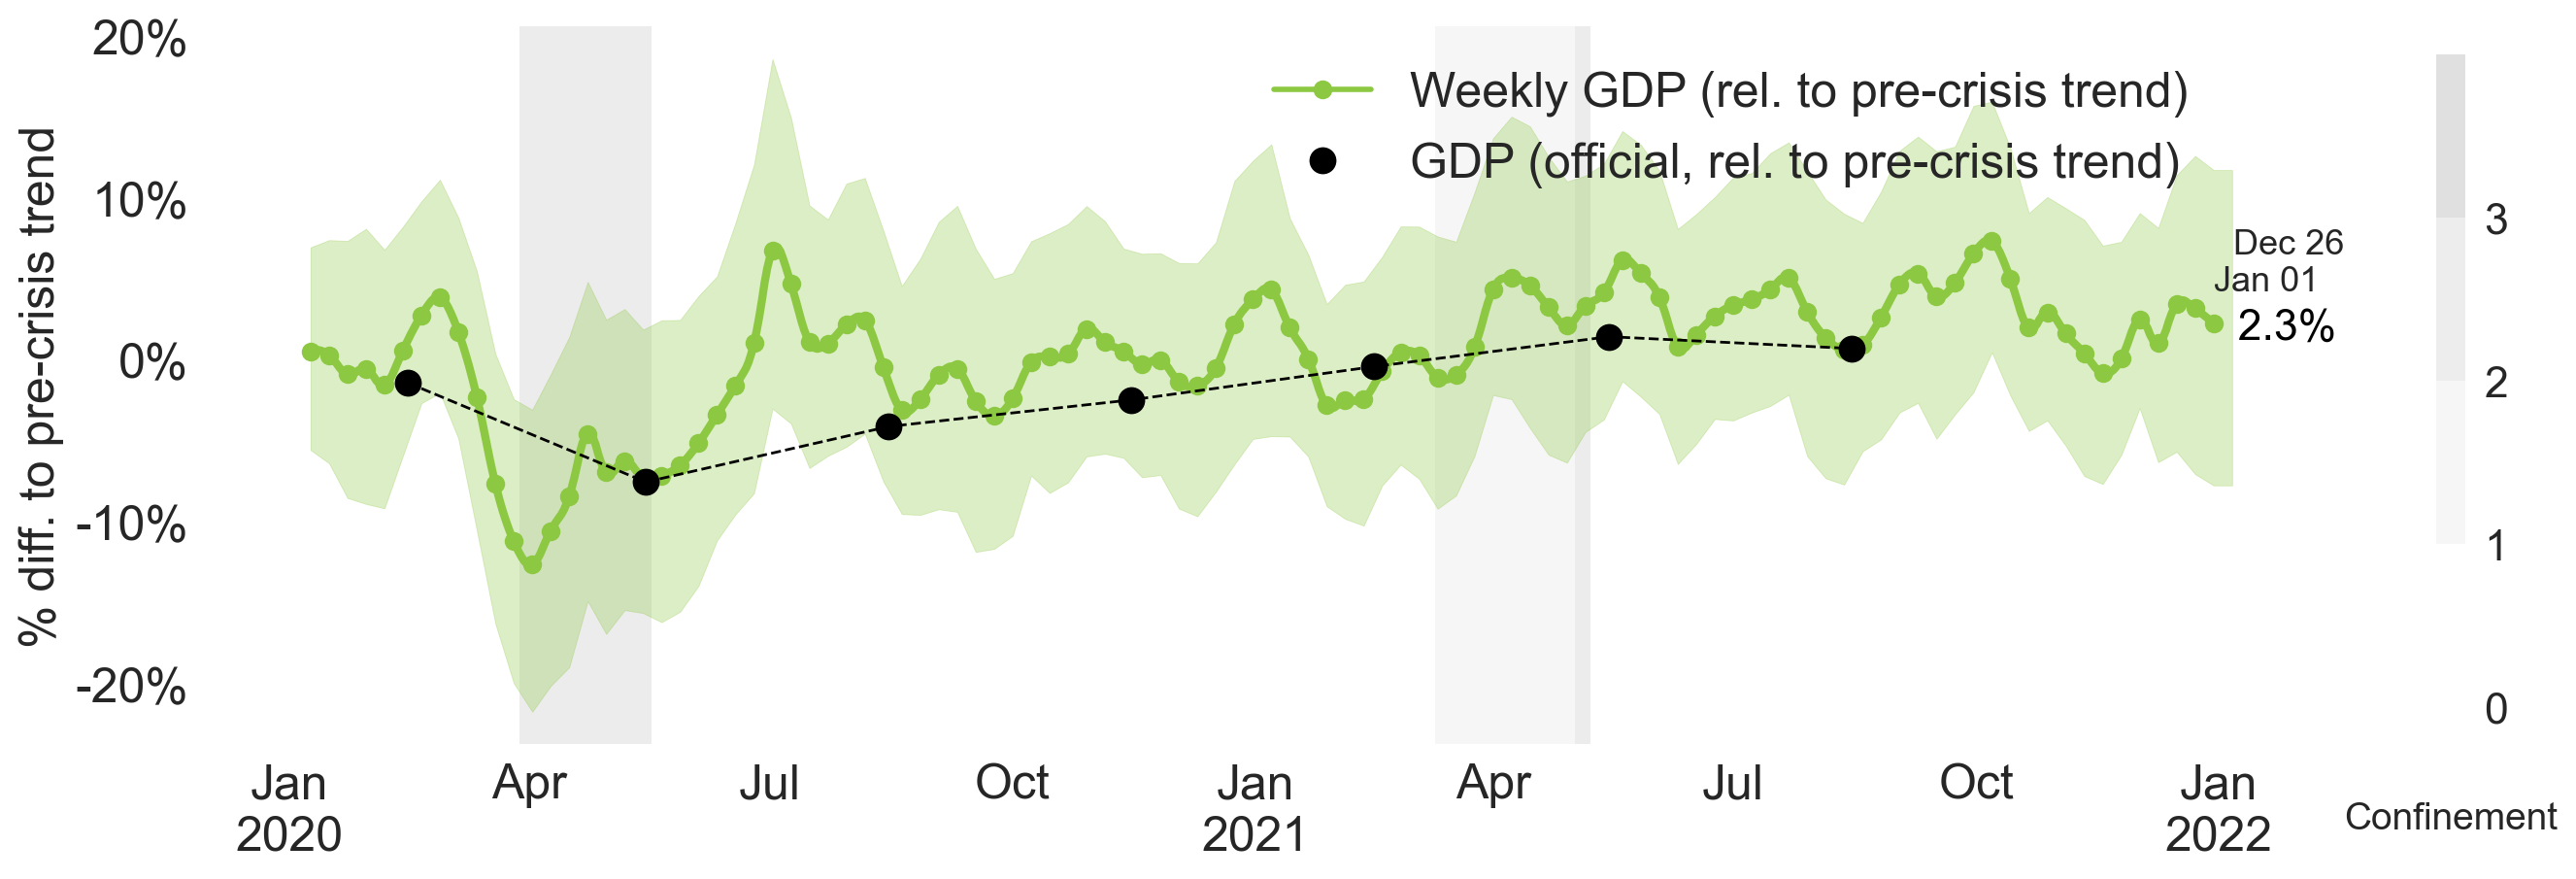 20%
10%
0%
-10%
-20%
% diff. to pre-crisis trend
Weekly GDP (rel. to pre-crisis trend)
GDP (official, rel. to pre-crisis trend)
Dec 26
Jan 01
2.3%
3
2
1
0
Confinement
Jan Apr Jul Oct Jan Apr Jul Oct Jan
2020 2021 2022